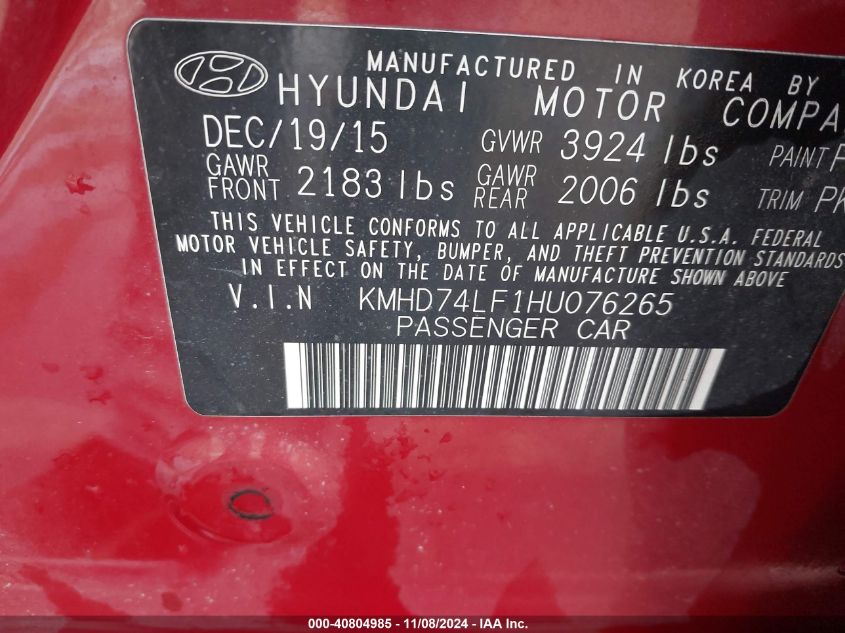 MANUFACTURED IN KOREA BY
HYUNDAI MOTOR COMPA
DEC/19/15 GVWR 3924 lbs PAINT
GAWR FRONT 2183 lbs GAWR REAR 2006 lbs TRIM PK
THIS VEHICLE CONFORMS TO ALL APPLICABLE U.S.A. FEDERAL
MOTOR VEHICLE SAFETY, BUMPER, AND THEFT PREVENTION STANDARDS
IN EFFECT ON THE DATE OF MANUFACTURE SHOWN ABOVE
V.I.N KMHD74LF1HU076265
PASSENGER CAR
000-40804985 - 11/08/2024 - IAA Inc.